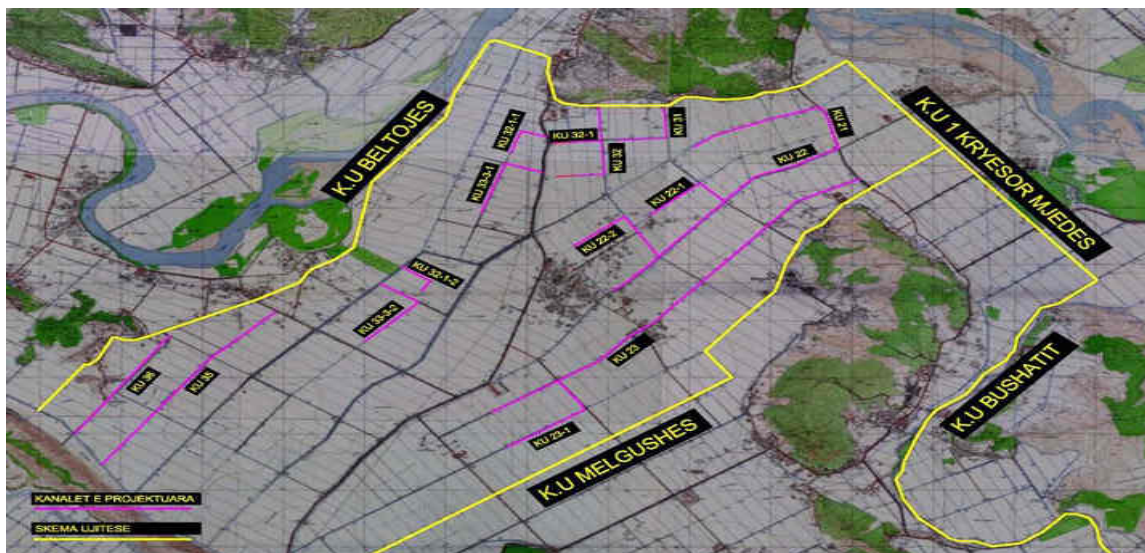 K.U BELTOJES
KU 32-1-1
KU 33-3-1
KU 32-1
KU 31
KU 32
KU 21
KU 22
K.U 1 KRYESOR MJEDES
KU 22-1
KU 22-2
KU 32-1-2
KU 33-3-2
KU 36
KU 35
KU 23
KU 23-1
K.U MELGUSHES
K.U BUSHATIT
KANALET E PROJEKTUARA
SKEMA UJITESE